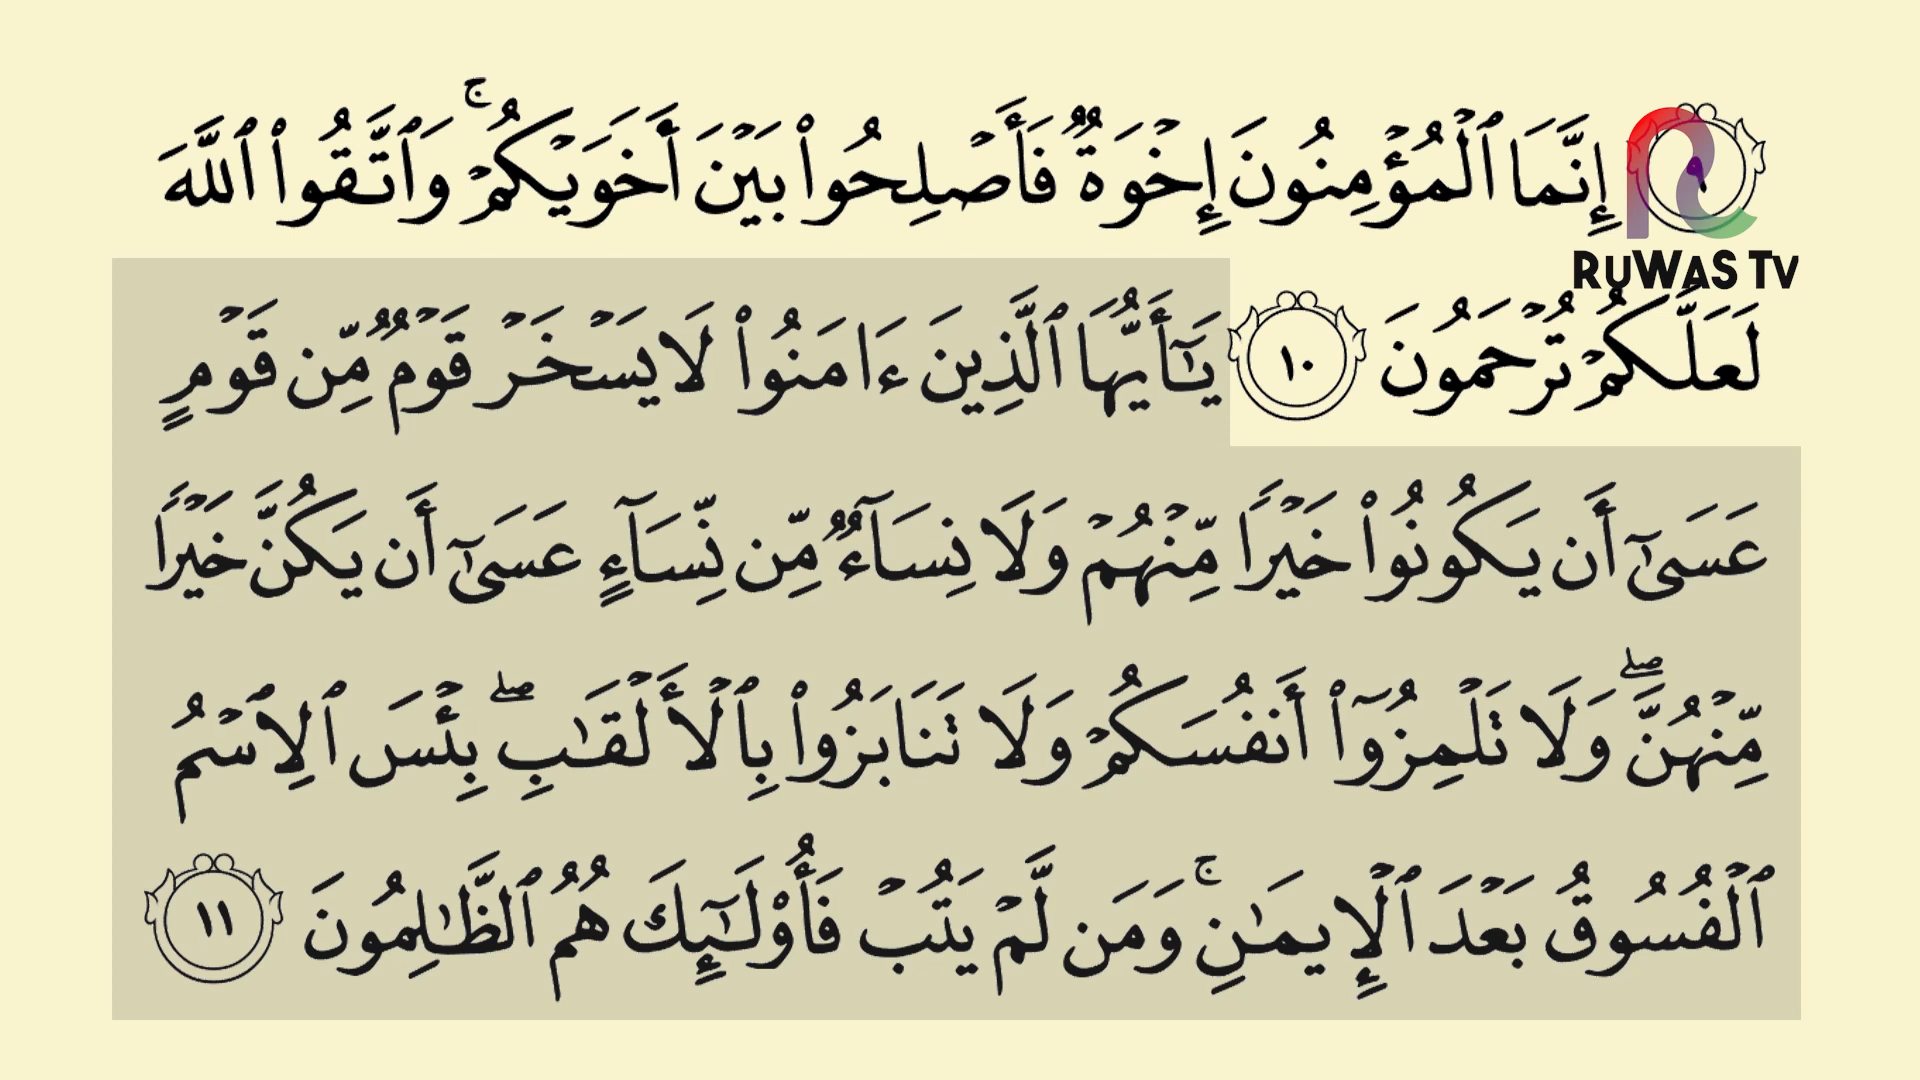 ٩ إِنَّمَا ٱلْمُؤْمِنُونَ إِخْوَةٌ فَأَصْلِحُوا۟ بَيْنَ أَخَوَيْكُمْ ۚ وَٱتَّقُوا۟ ٱللَّهَ
RUWAS TV
لَعَلَّكُمْ تُرْحَمُونَ ١٠ يَـٰٓأَيُّهَا ٱلَّذِينَ ءَامَنُوا۟ لَا يَسْخَرْ قَوْمٌ مِّن قَوْمٍ
عَسَىٰٓ أَن يَكُونُوا۟ خَيْرًا مِّنْهُمْ وَلَا نِسَآءٌ مِّن نِّسَآءٍ عَسَىٰٓ أَن يَكُنَّ خَيْرًا
مِّنْهُنَّ ۖ وَلَا تَلْمِزُوٓا۟ أَنفُسَكُمْ وَلَا تَنَابَزُوا۟ بِٱلْأَلْقَـٰبِ ۖ بِئْسَ ٱلِٱسْمُ
ٱلْفُسُوقُ بَعْدَ ٱلْإِيمَـٰنِ ۚ وَمَن لَّمْ يَتُبْ فَأُو۟لَـٰٓئِكَ هُمُ ٱلظَّـٰلِمُونَ ١١